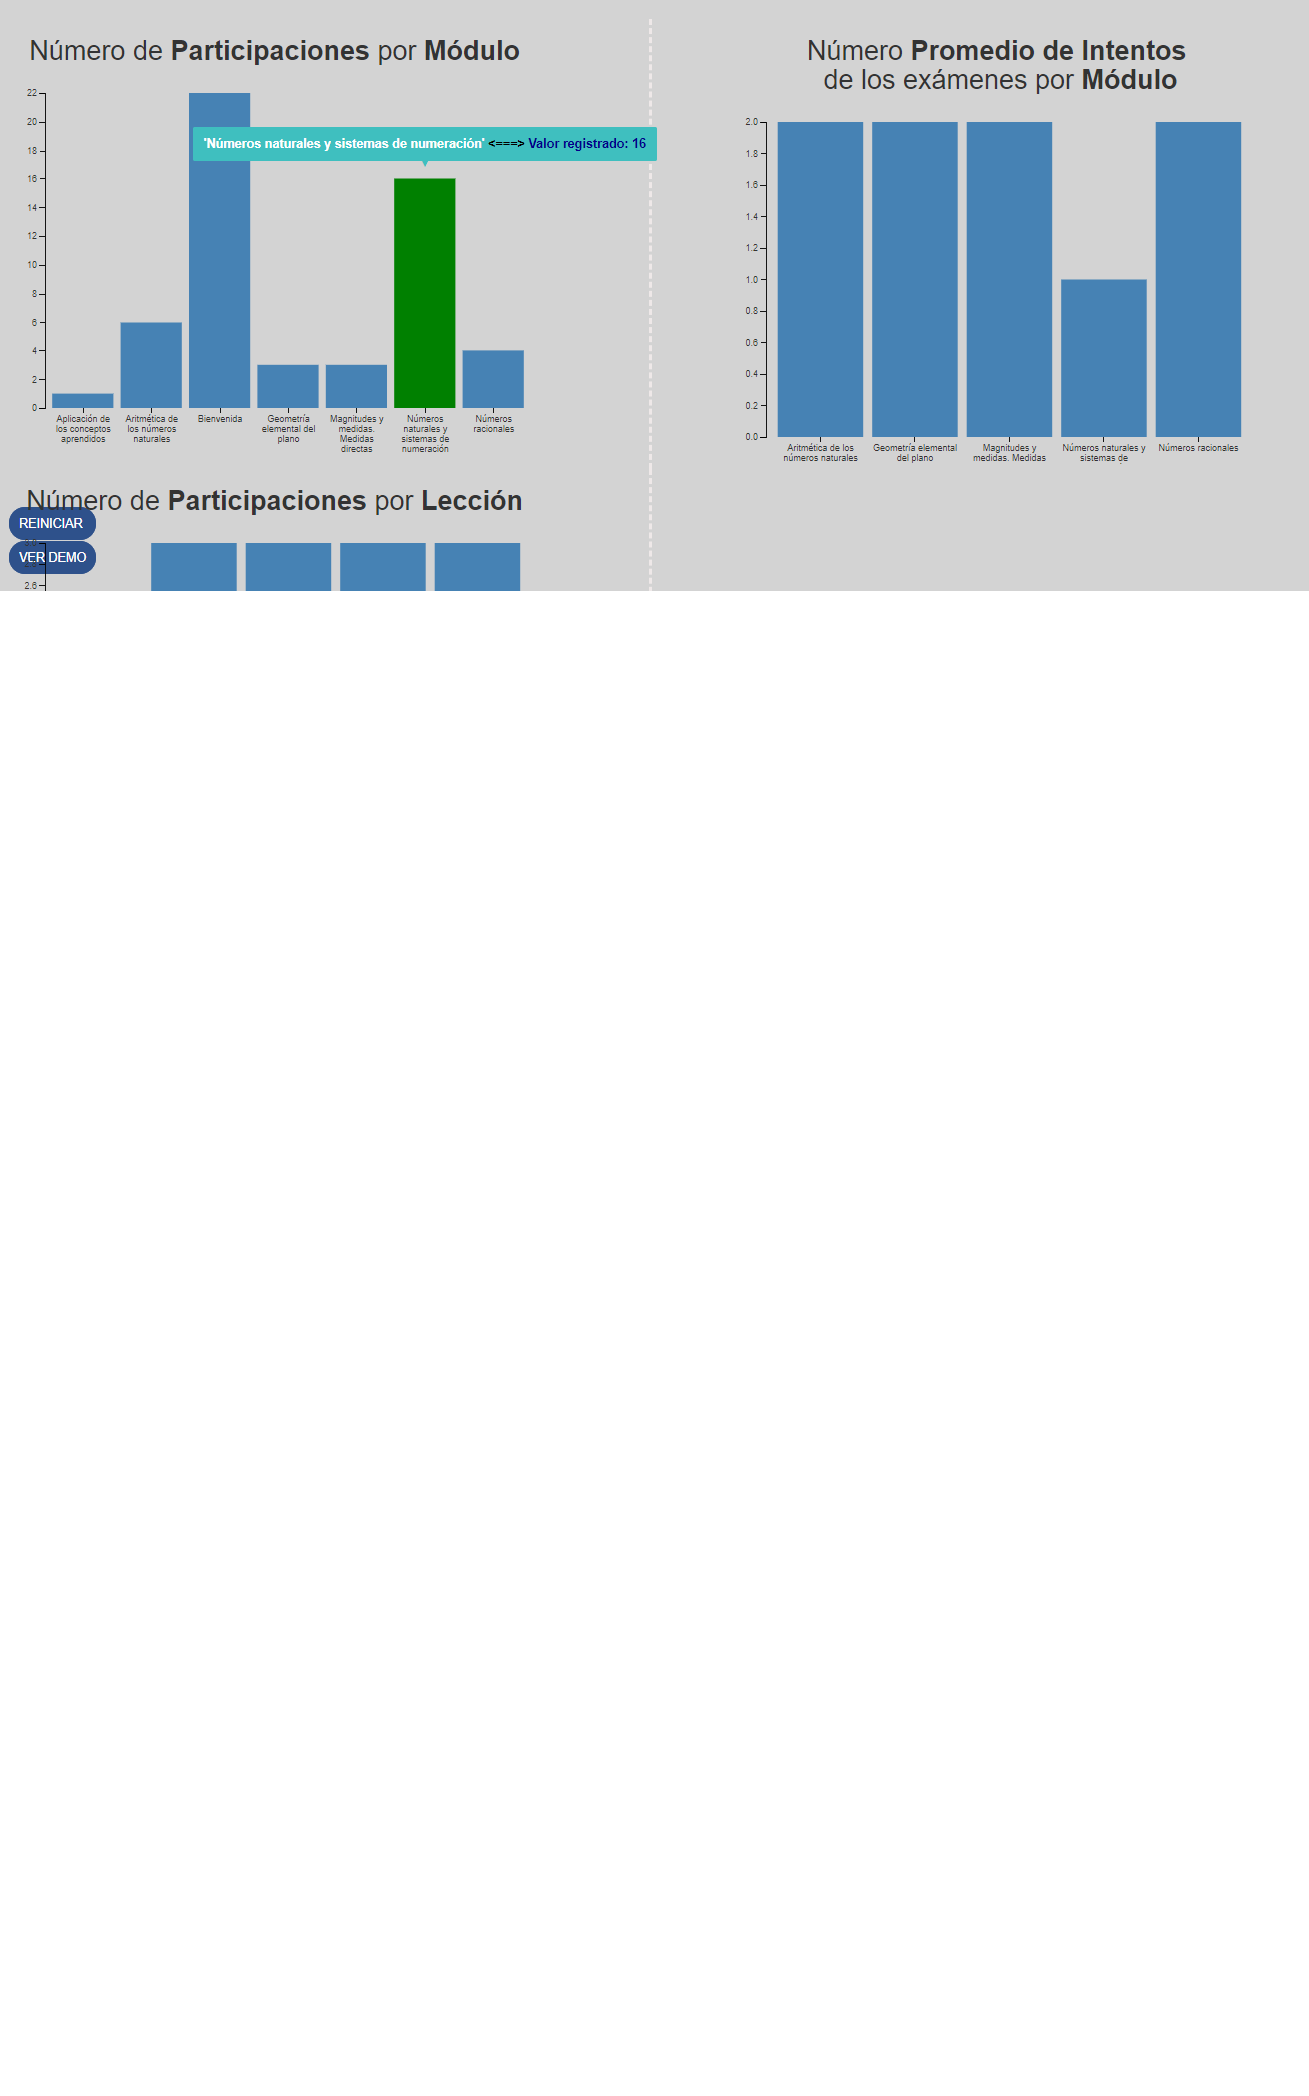 Número de Participaciones por Módulo
22
20
18
16
14
12
10
8
6
4
2
0
'Números naturales y sistemas de numeración' <===> Valor registrado: 16
Aplicación de
los conceptos
aprendidos
Aritmética de
los números
naturales
Bienvenida
Geometría
elemental del
plano
Magnitudes y
medidas.
Medidas
directas
Números
naturales y
sistemas de
numeración
Números
racionales
Número Promedio de Intentos
de los exámenes por Módulo
2.0
1.8
1.6
1.4
1.2
1.0
0.8
0.6
0.4
0.2
0.0
Aritmética de los
números naturales
Geometría elemental
del plano
Magnitudes y
medidas. Medidas
Números naturales y
sistemas de
Números racionales
Número de Participaciones por Lección
REINICIAR
VER DEMO
2.6